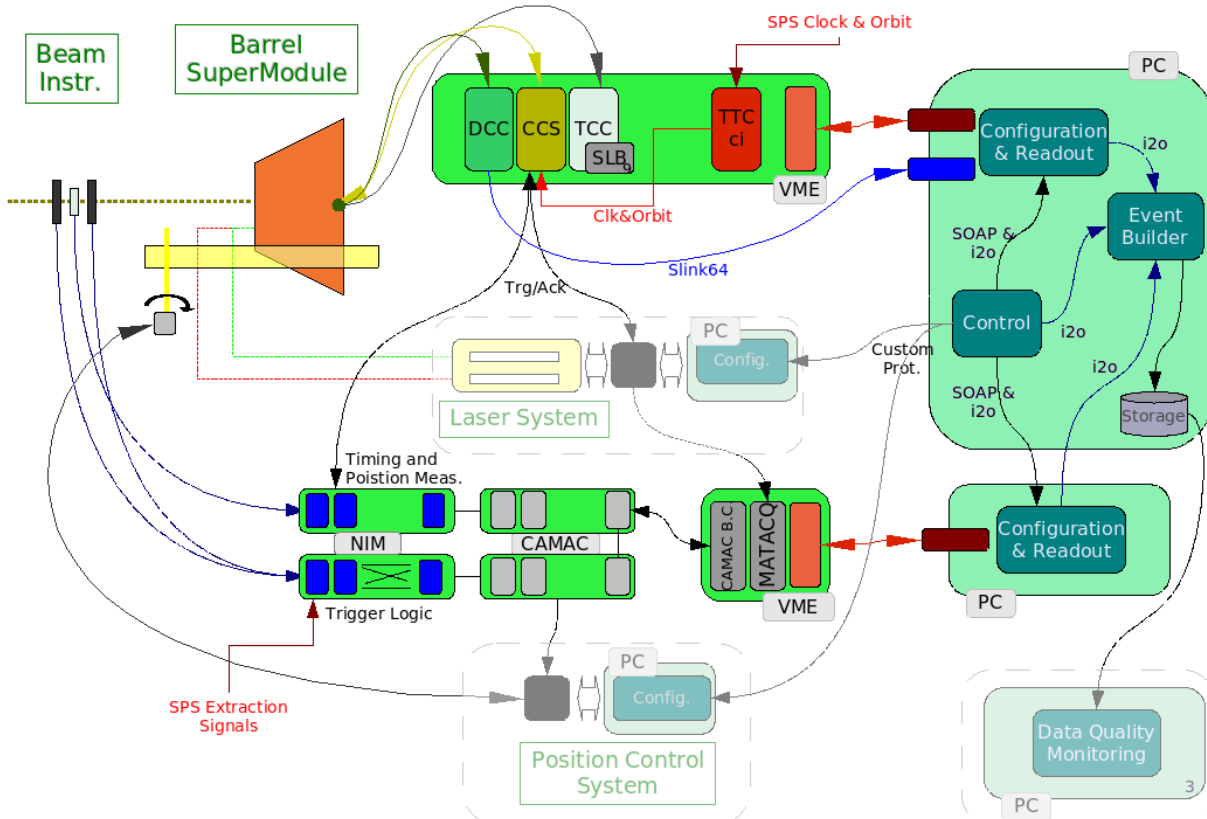 Beam
Instr.
Barrel
SuperModule
SPS Clock & Orbit
PC
DCC
CCS
TCC
SLB
9
TTC
ci
VME
Clk&Orbit
Slink64
Trg/Ack
Configuration
& Readout
i2o
Event
Builder
SOAP &
i2o
Control
i2o
i2o
i2o
SOAP &
i2o
Storage
Custom
Prot.
PC
Config.
Laser System
Timing and
Poistion Meas.
NIM
CAMAC
Trigger Logic
CAMAC B.C.
MATACQ
VME
Configuration
& Readout
PC
SPS Extraction
Signals
PC
Config.
Position Control
System
Data Quality
Monitoring
3
PC